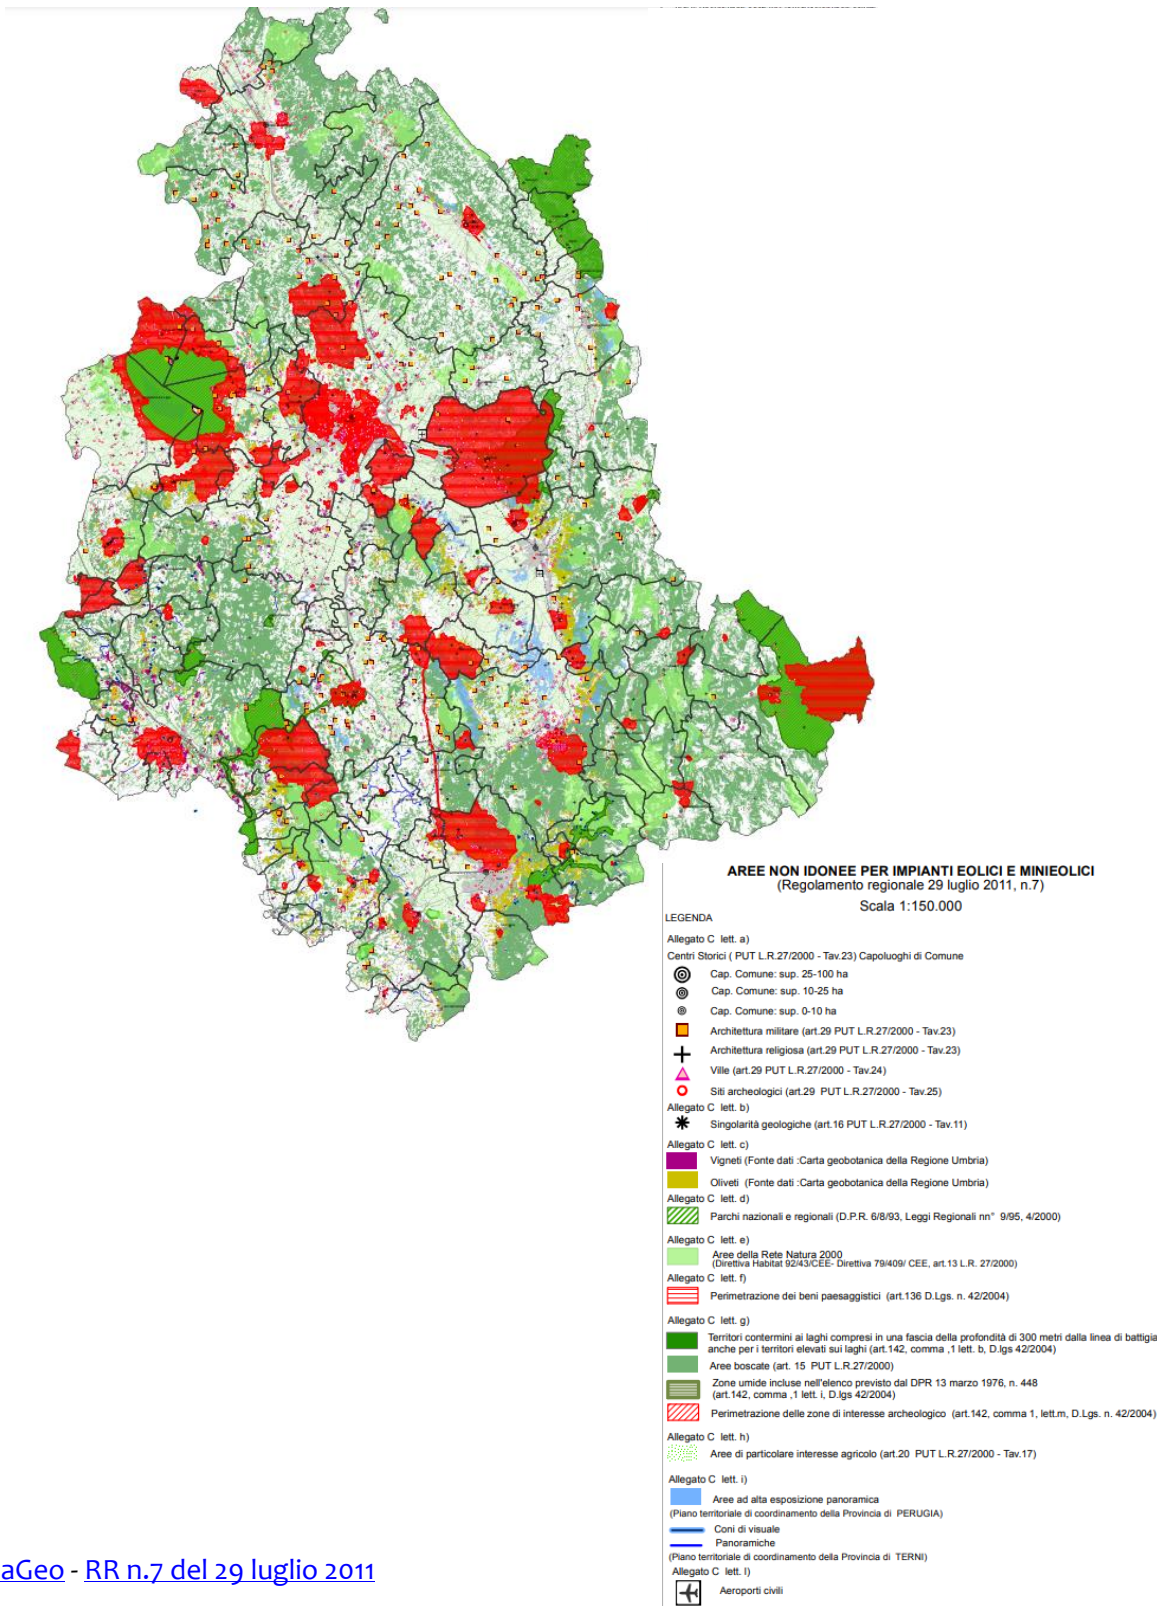 AREE NON IDONEE PER IMPIANTI EOLICI E MINIEOLICI
(Regolamento regionale 29 luglio 2011, n.7)
Scala 1:150.000
LEGENDA
Allegato C lett. a)
Centri Storici ( PUT L.R.27/2000 - Tav.23) Capoluoghi di Comune
Cap. Comune: sup. 25-100 ha
Cap. Comune: sup. 10-25 ha
Cap. Comune: sup. 0-10 ha
Architettura militare (art.29 PUT L.R.27/2000 - Tav.23)
Architettura religiosa (art.29 PUT L.R.27/2000 - Tav.23)
Ville (art.29 PUT L.R.27/2000 - Tav.24)
Siti archeologici (art.29 PUT L.R.27/2000 - Tav.25)
Allegato C lett. b)
Singolarità geologiche (art.16 PUT L.R.27/2000 - Tav.11)
Allegato C lett. c)
Vigneti (Fonte dati :Carta geobotanica della Regione Umbria)
Oliveti (Fonte dati :Carta geobotanica della Regione Umbria)
Allegato C lett. d)
Parchi nazionali e regionali (D.P.R. 6/8/93, Leggi Regionali nn° 9/95, 4/2000)
Allegato C lett. e)
Aree della Rete Natura 2000
(Direttiva Habitat 92/43/CEE- Direttiva 79/409/ CEE, art.13 L.R. 27/2000)
Allegato C lett. f)
Perimetrazione dei beni paesaggistici (art.136 D.Lgs. n. 42/2004)
Allegato C lett. g)
Territori contermini ai laghi compresi in una fascia della profondità di 300 metri dalla linea di battigia
anche per i territori elevati sui laghi (art.142, comma ,1 lett. b, D.lgs 42/2004)
Aree boscate (art. 15 PUT L.R.27/2000)
Zone umide incluse nell'elenco previsto dal DPR 13 marzo 1976, n. 448
(art.142, comma ,1 lett. i, D.lgs 42/2004)
Perimetrazione delle zone di interesse archeologico (art.142, comma 1, lett.m, D.Lgs. n. 42/2004)
Allegato C lett. h)
Aree di particolare interesse agricolo (art.20 PUT L.R.27/2000 - Tav.17)
Allegato C lett. i)
Aree ad alta esposizione panoramica
(Piano territoriale di coordinamento della Provincia di PERUGIA)
Coni di visuale
Panoramiche
(Piano territoriale di coordinamento della Provincia di TERNI)
Allegato C lett. l)
Aeroporti civili
aGeo - RR n.7 del 29 luglio 2011